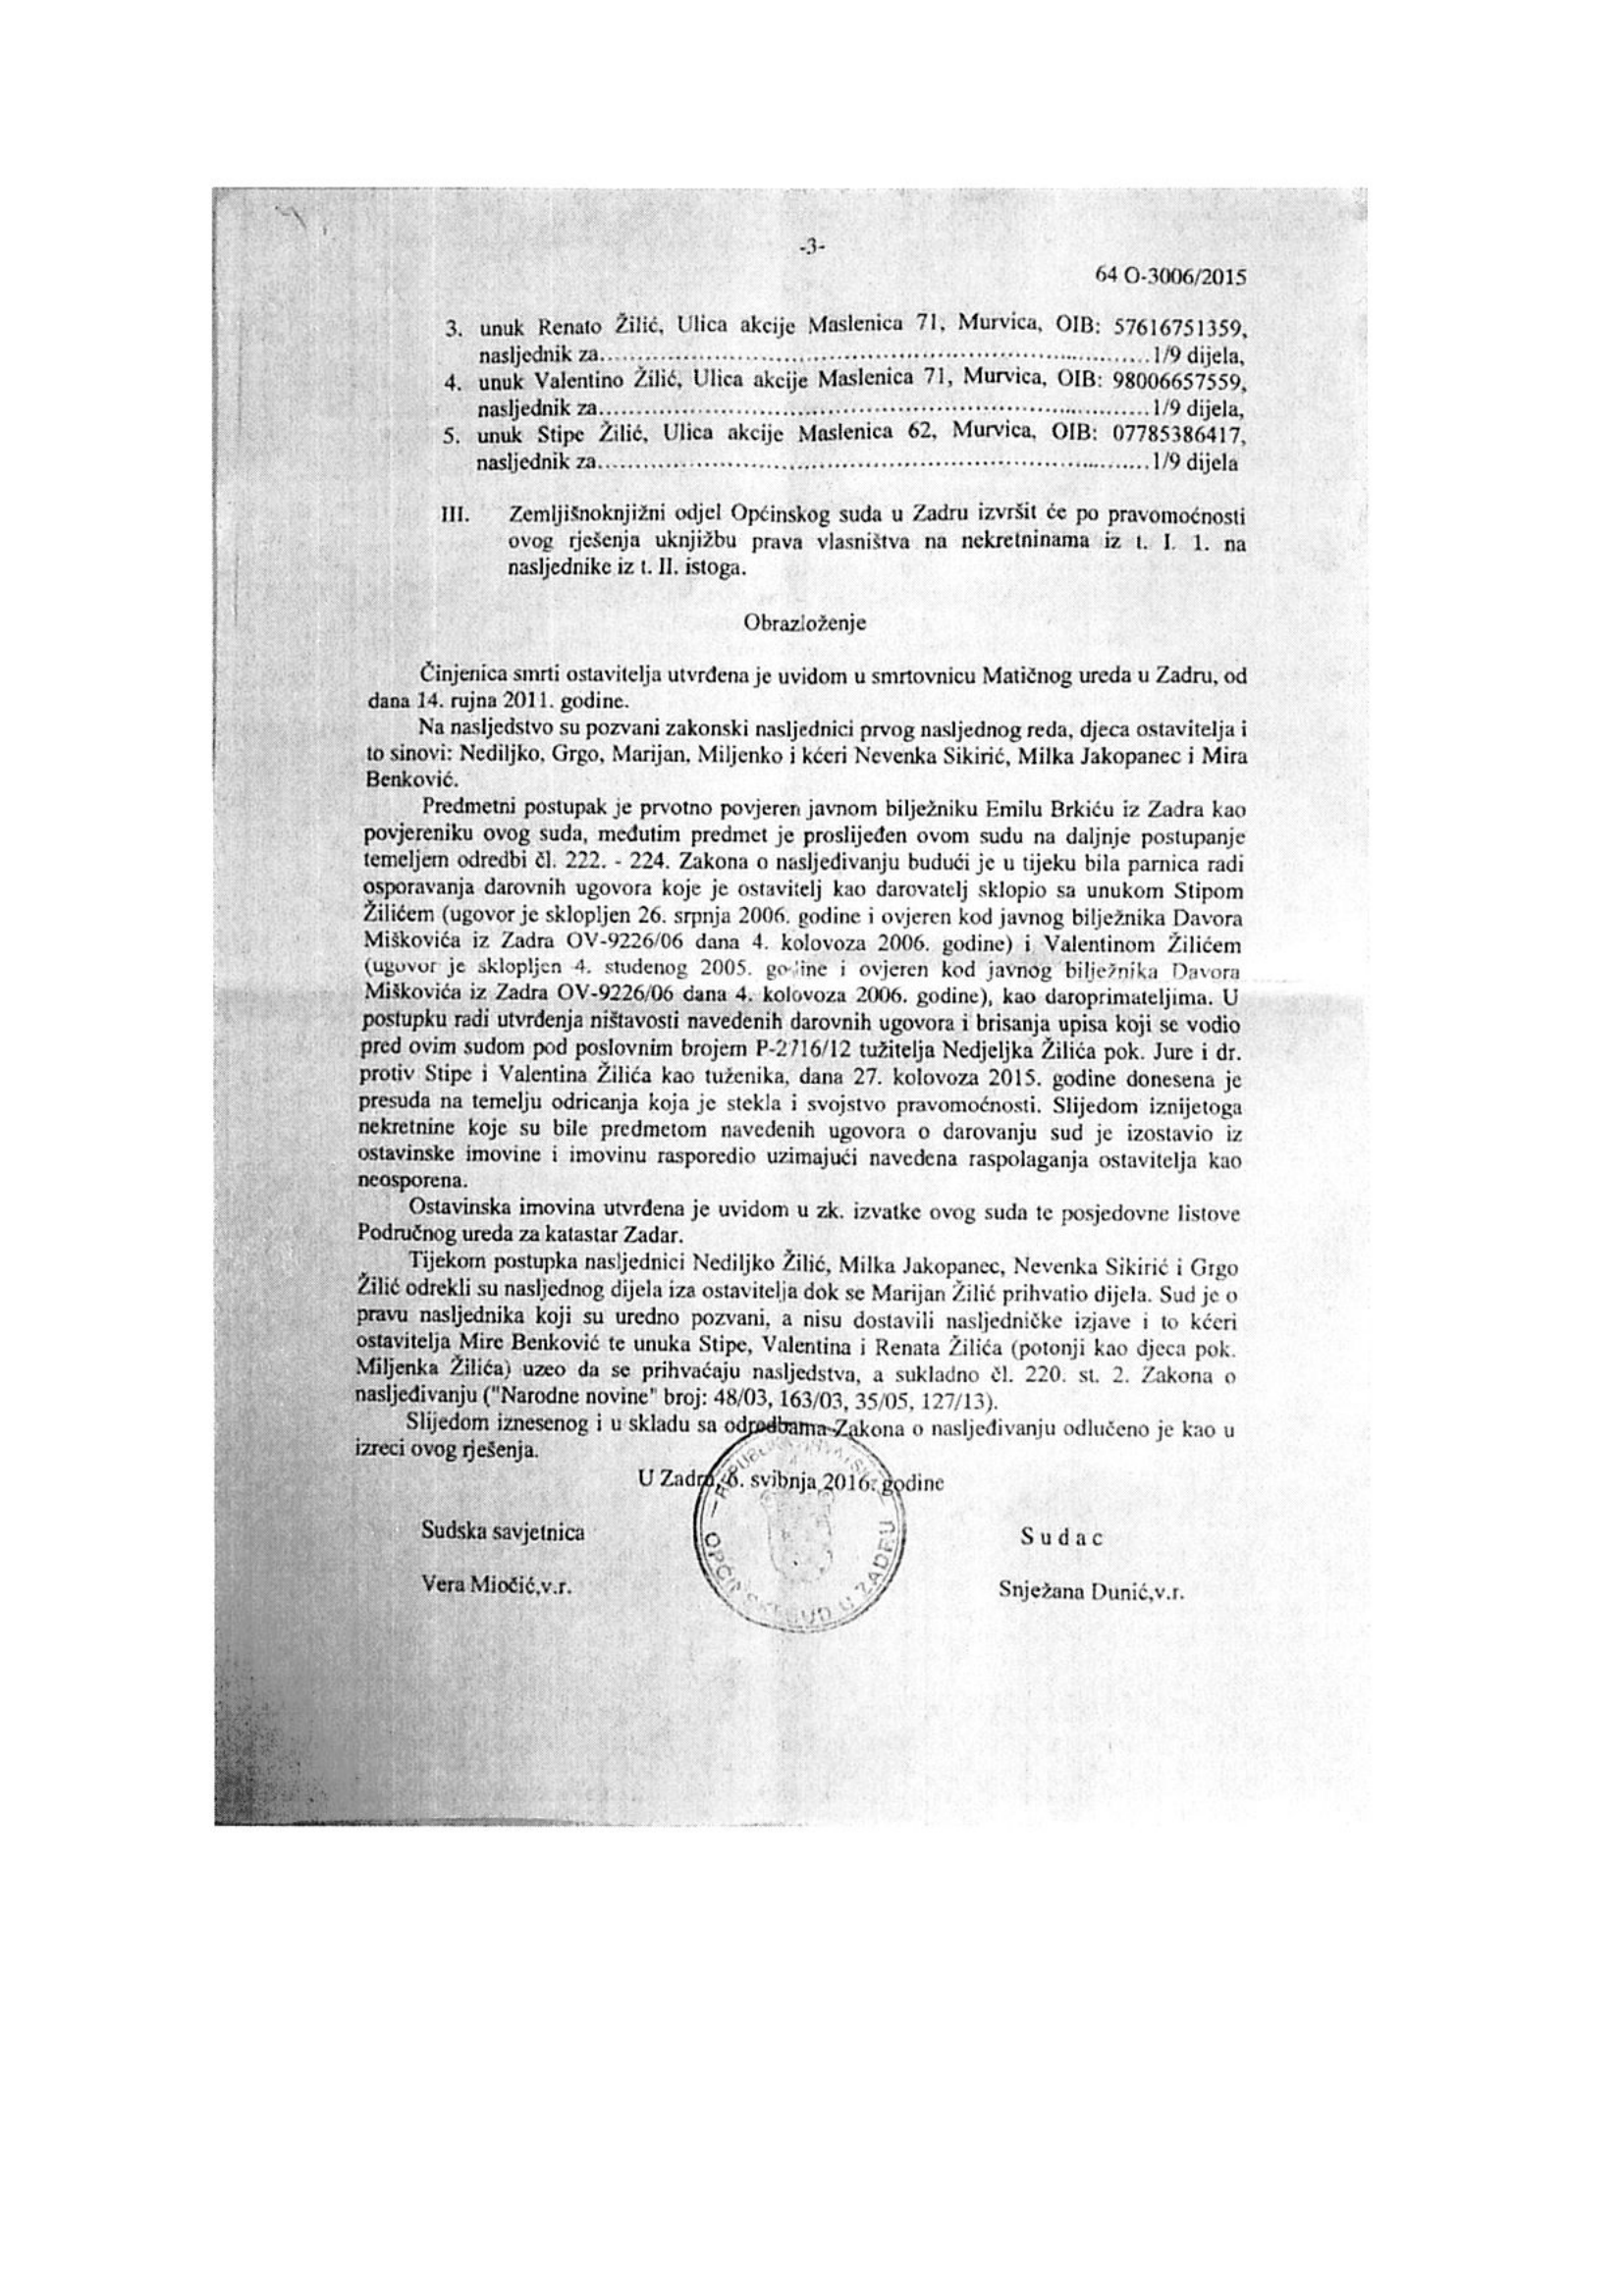 -3-
64 O-3006/2015
3. unuk Renato Žilić, Ulica akcije Maslenica 71, Murvica, OIB: 57616751359,
nasljednik za..........................................................................................1/9 dijela,
4. unuk Valentino Žilić, Ulica akcije Maslenica 71, Murvica, OIB: 98006657559,
nasljednik za..........................................................................................1/9 dijela,
5. unuk Stipe Žilić, Ulica akcije Maslenica 62, Murvica, OIB: 07785386417,
nasljednik za..........................................................................................1/9 dijela
III. Zemljišnoknjižni odjel Općinskog suda u Zadru izvršit će po pravomoćnosti
ovog rješenja uknjižbu prava vlasništva na nekretninama iz t. I. 1. na
nasljednike iz t. II. istoga.
Obrazloženje
Činjenica smrti ostavitelja utvrđena je uvidom u smrtovnicu Matičnog ureda u Zadru, od
dana 14. rujna 2011. godine.
Na nasljedstvo su pozvani zakonski nasljednici prvog nasljednog reda, djeca ostavitelja i
to sinovi: Nediljko, Grgo, Marijan, Miljenko i kćeri Nevenka Sikirić, Milka Jakopanec i Mira
Benković.
Predmetni postupak je prvotno povjeren javnom bilježniku Emilu Brkiću iz Zadra kao
povjereniku ovog suda, međutim predmet je proslijeđen ovom sudu na daljnje postupanje
temeljem odredbi čl. 222. - 224. Zakona o nasljeđivanju budući je u tijeku bila parnica radi
osporavanja darovnih ugovora koje je ostavitelj kao darovatelj sklopio sa unukom Stipom
Žilićem (ugovor je sklopljen 26. srpnja 2006. godine i ovjeren kod javnog bilježnika Davora
Miškovića iz Zadra OV-9226/06 dana 4. kolovoza 2006. godine) i Valentinom Žilićem
(ugovor je sklopljen 4. studenog 2005. godine i ovjeren kod javnog bilježnika Davora
Miškovića iz Zadra OV-9226/06 dana 4. kolovoza 2006. godine), kao daroprimateljima. U
postupku radi utvrđenja ništavosti navedenih darovnih ugovora i brisanja upisa koji se vodio
pred ovim sudom pod poslovnim brojem P-2716/12 tužitelja Nedjeljka Žilića pok. Jure i dr.
protiv Stipe i Valentina Žilića kao tuženika, dana 27. kolovoza 2015. godine donesena je
presuda na temelju odricanja koja je stekla i svojstvo pravomoćnosti. Slijedom iznijetoga
nekretnine koje su bile predmetom navedenih ugovora o darovanju sud je izostavio iz
ostavinske imovine i imovinu rasporedio uzimajući navedena raspolaganja ostavitelja kao
neosporena.
Ostavinska imovina utvrđena je uvidom u zk. izvatke ovog suda te posjedovne listove
Područnog ureda za katastar Zadar.
Tijekom postupka nasljednici Nediljko Žilić, Milka Jakopanec, Nevenka Sikirić i Grgo
Žilić odrekli su nasljednog dijela iza ostavitelja dok se Marijan Žilić prihvatio dijela. Sud je o
pravu nasljednika koji su uredno pozvani, a nisu dostavili nasljedničke izjave i to kćeri
ostavitelja Mire Benković te unuka Stipe, Valentina i Renata Žilića (potonji kao djeca pok.
Miljenka Žilića) uzeo da se prihvaćaju nasljedstva, a sukladno čl. 220. st. 2. Zakona o
nasljeđivanju ("Narodne novine" broj: 48/03, 163/03, 35/05, 127/13).
Slijedom iznesenog i u skladu sa odredbama Zakona o nasljeđivanju odlučeno je kao u
izreci ovog rješenja.
U Zadru, 6. svibnja 2016. godine
Sudska savjetnica
Sudac
Vera Miočić,v.r.
Snježana Dunić,v.r.
REPUBLIKA HRVATSKA
OPĆINSKI SUD U ZADRU